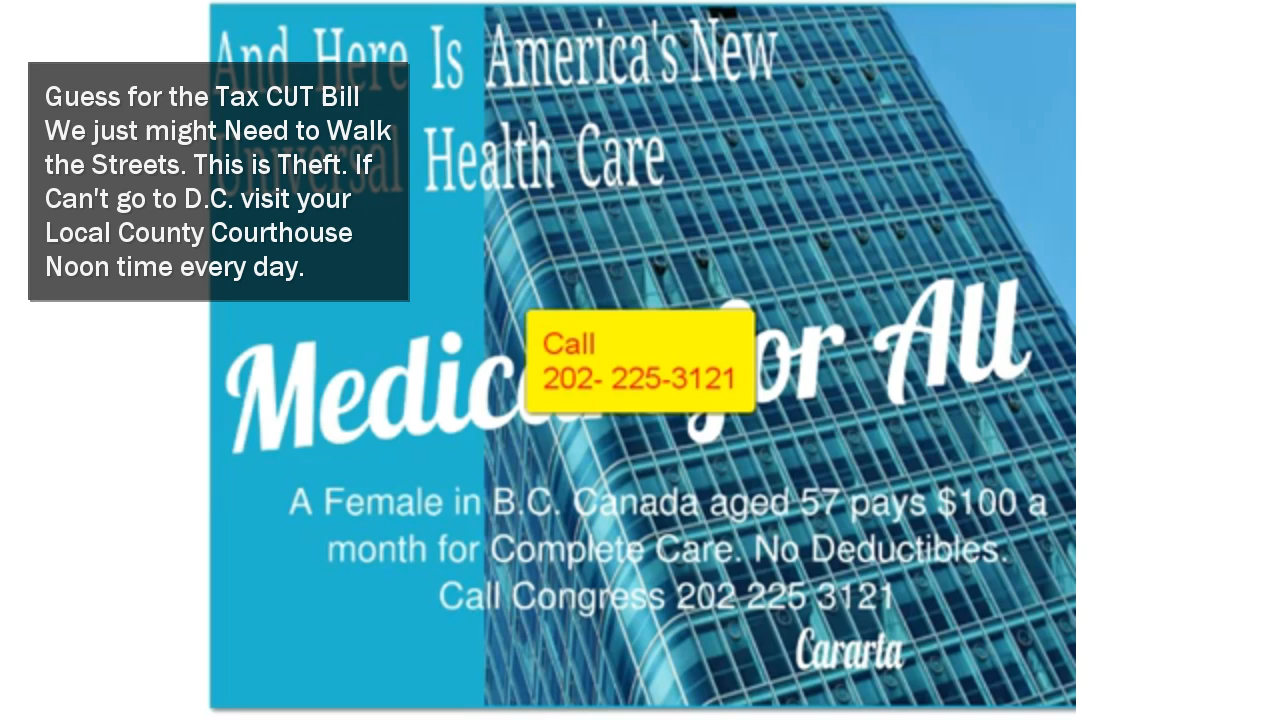 And Here Is America's New
Universal Health Care
Guess for the Tax CUT Bill
We just might Need to Walk
the Streets. This is Theft. If
Can't go to D.C. visit your
Local County Courthouse
Noon time every day.
Medicare for All
Call
202- 225-3121
A Female in B.C. Canada aged 57 pays $100 a
month for Complete Care. No Deductibles.
Call Congress 202 225 3121
Cararta